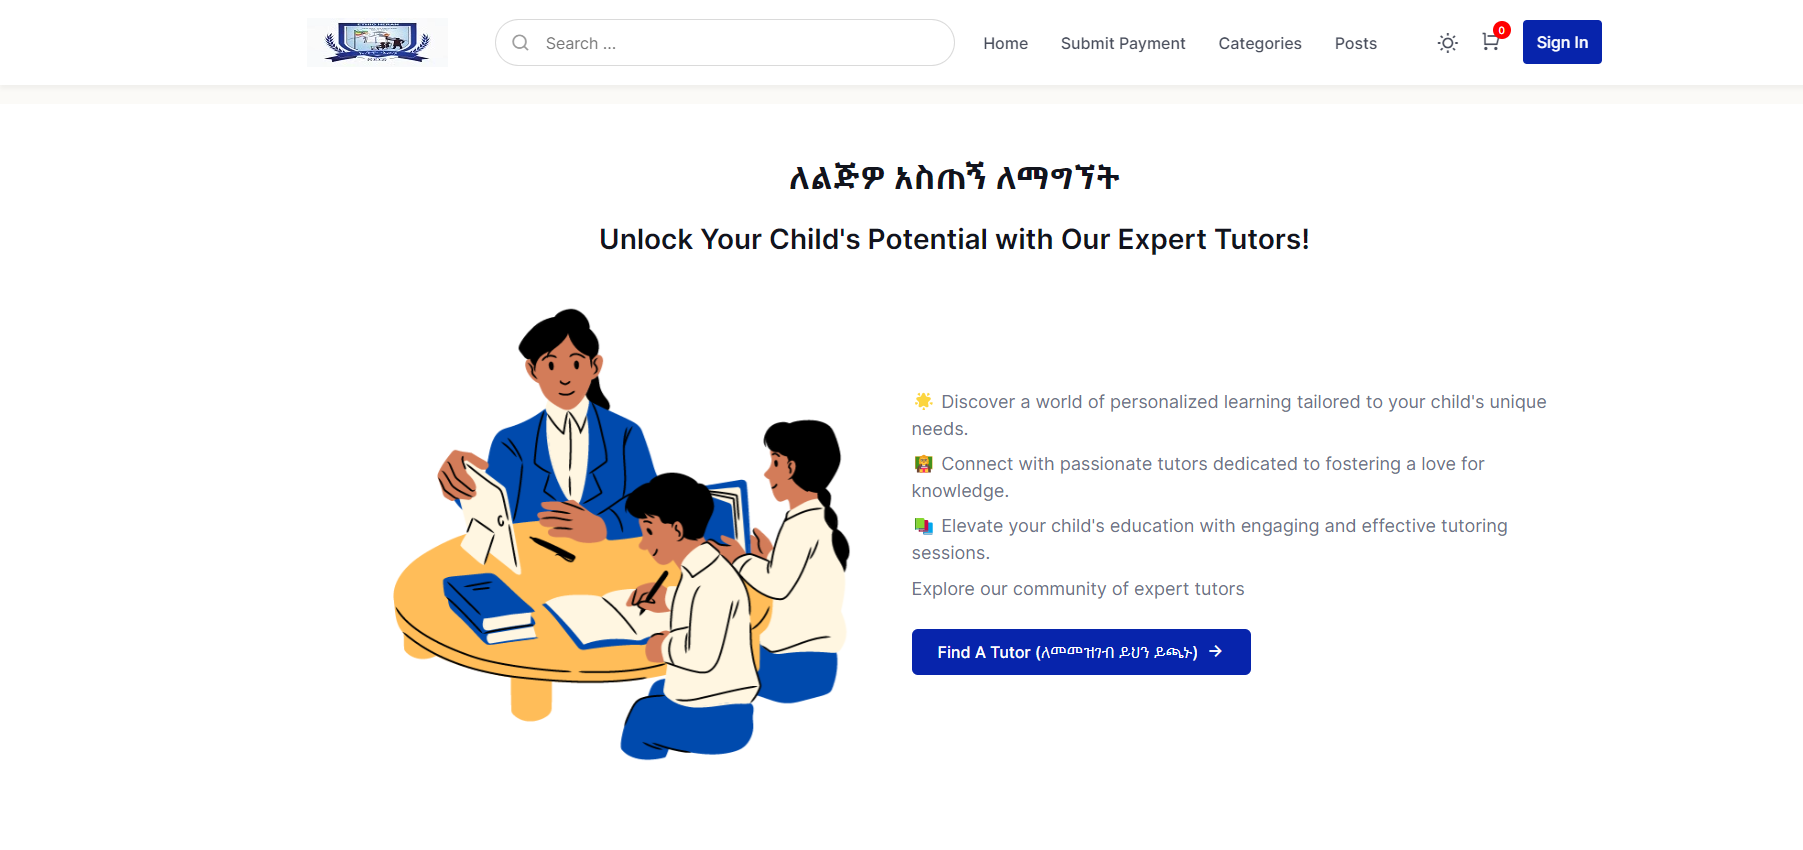 Search ...
Home
Submit Payment
Categories
Posts
0
Sign In
ለልጅዎ አስጠኝ ለማግኘት
Unlock Your Child's Potential with Our Expert Tutors!
🌟 Discover a world of personalized learning tailored to your child's unique
needs.
👩‍🏫 Connect with passionate tutors dedicated to fostering a love for
knowledge.
📚 Elevate your child's education with engaging and effective tutoring
sessions.
Explore our community of expert tutors
Find A Tutor (ለመመዝገብ ይህን ይጫኑ) →